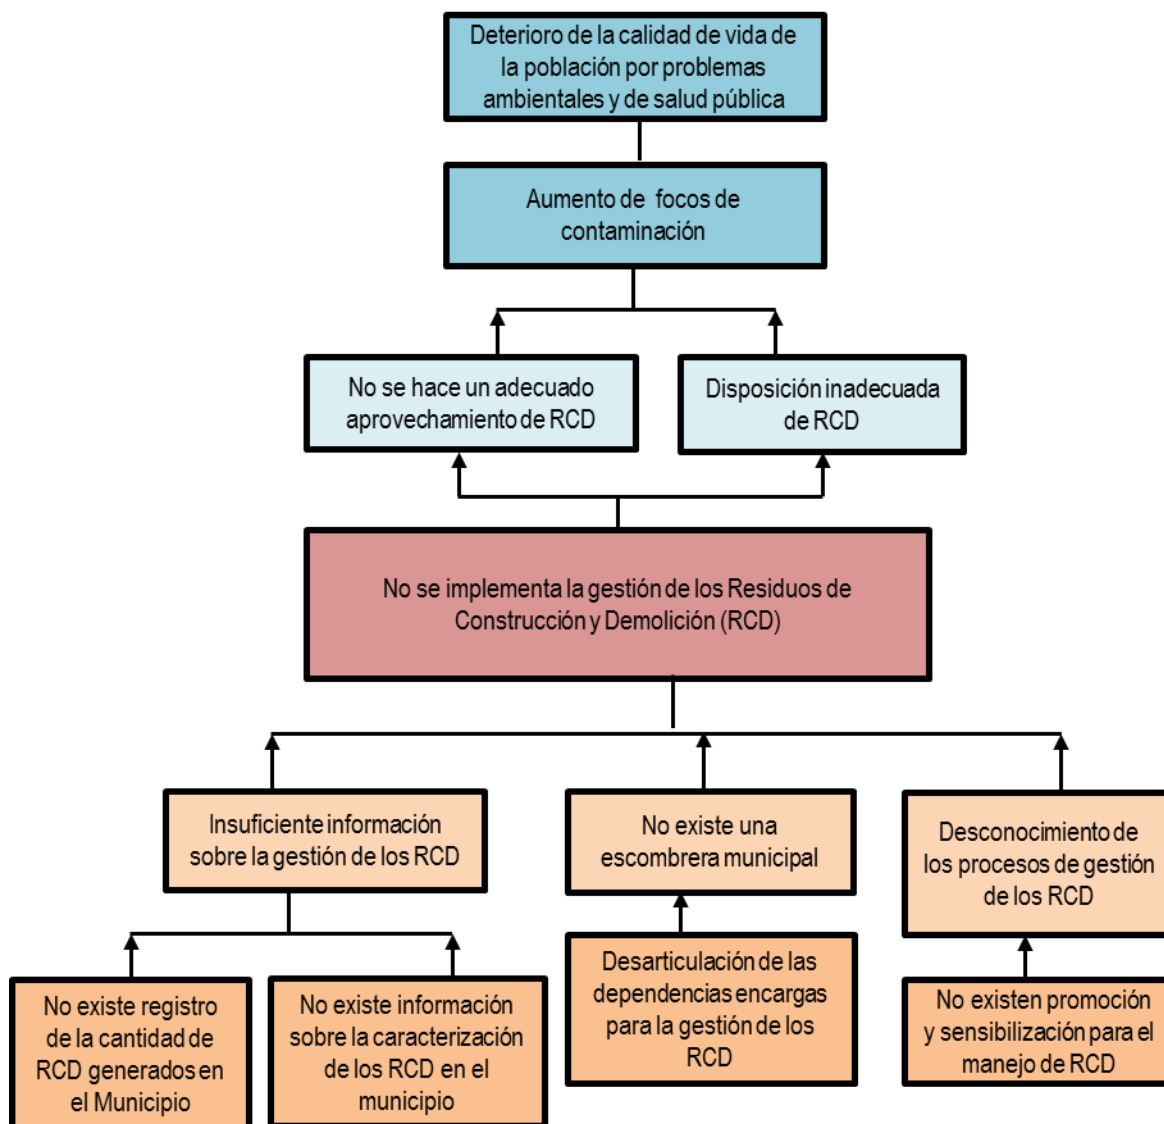 Deterioro de la calidad de vida de
la población por problemas
ambientales y de salud pública
Aumento de focos de
contaminación
No se hace un adecuado
aprovechamiento de RCD
Disposición inadecuada
de RCD
No se implementa la gestión de los Residuos de
Construcción y Demolición (RCD)
Insuficiente información
sobre la gestión de los RCD
No existe una
escombrera municipal
Desconocimiento de
los procesos de gestión
de los RCD
No existe registro
de la cantidad de
RCD generados en
el Municipio
No existe información
sobre la caracterización
de los RCD en el
municipio
Desarticulación de las
dependencias encargas
para la gestión de los
RCD
No existen promoción
y sensibilización para el
manejo de RCD